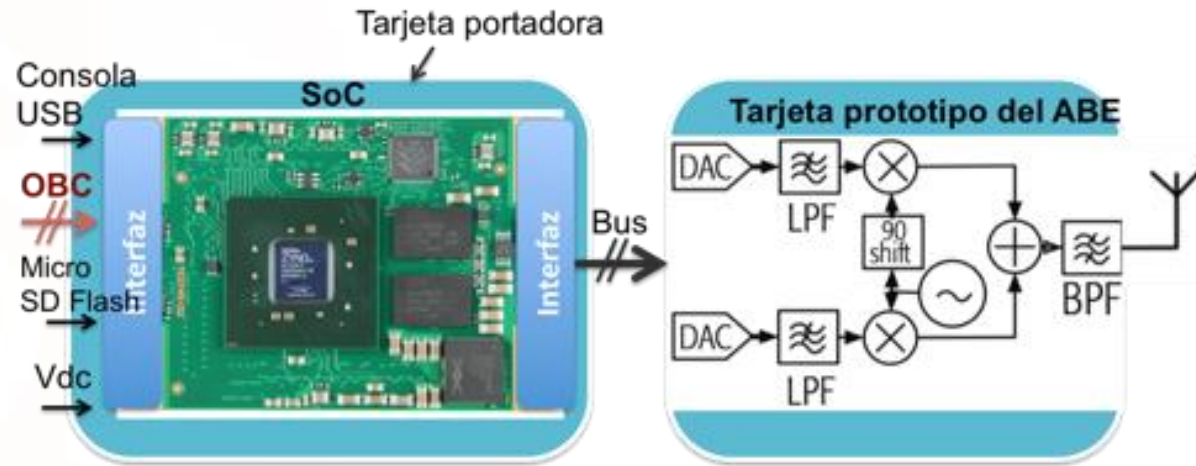 Tarjeta portadora
Consola
USB
SoC
Tarjeta prototipo del ABE
OBC
Micro
SD Flash
Vdc
Interfaz
ZYNQ
Interfaz
Bus
DAC
LPF
90
shift
BPF
DAC
LPF